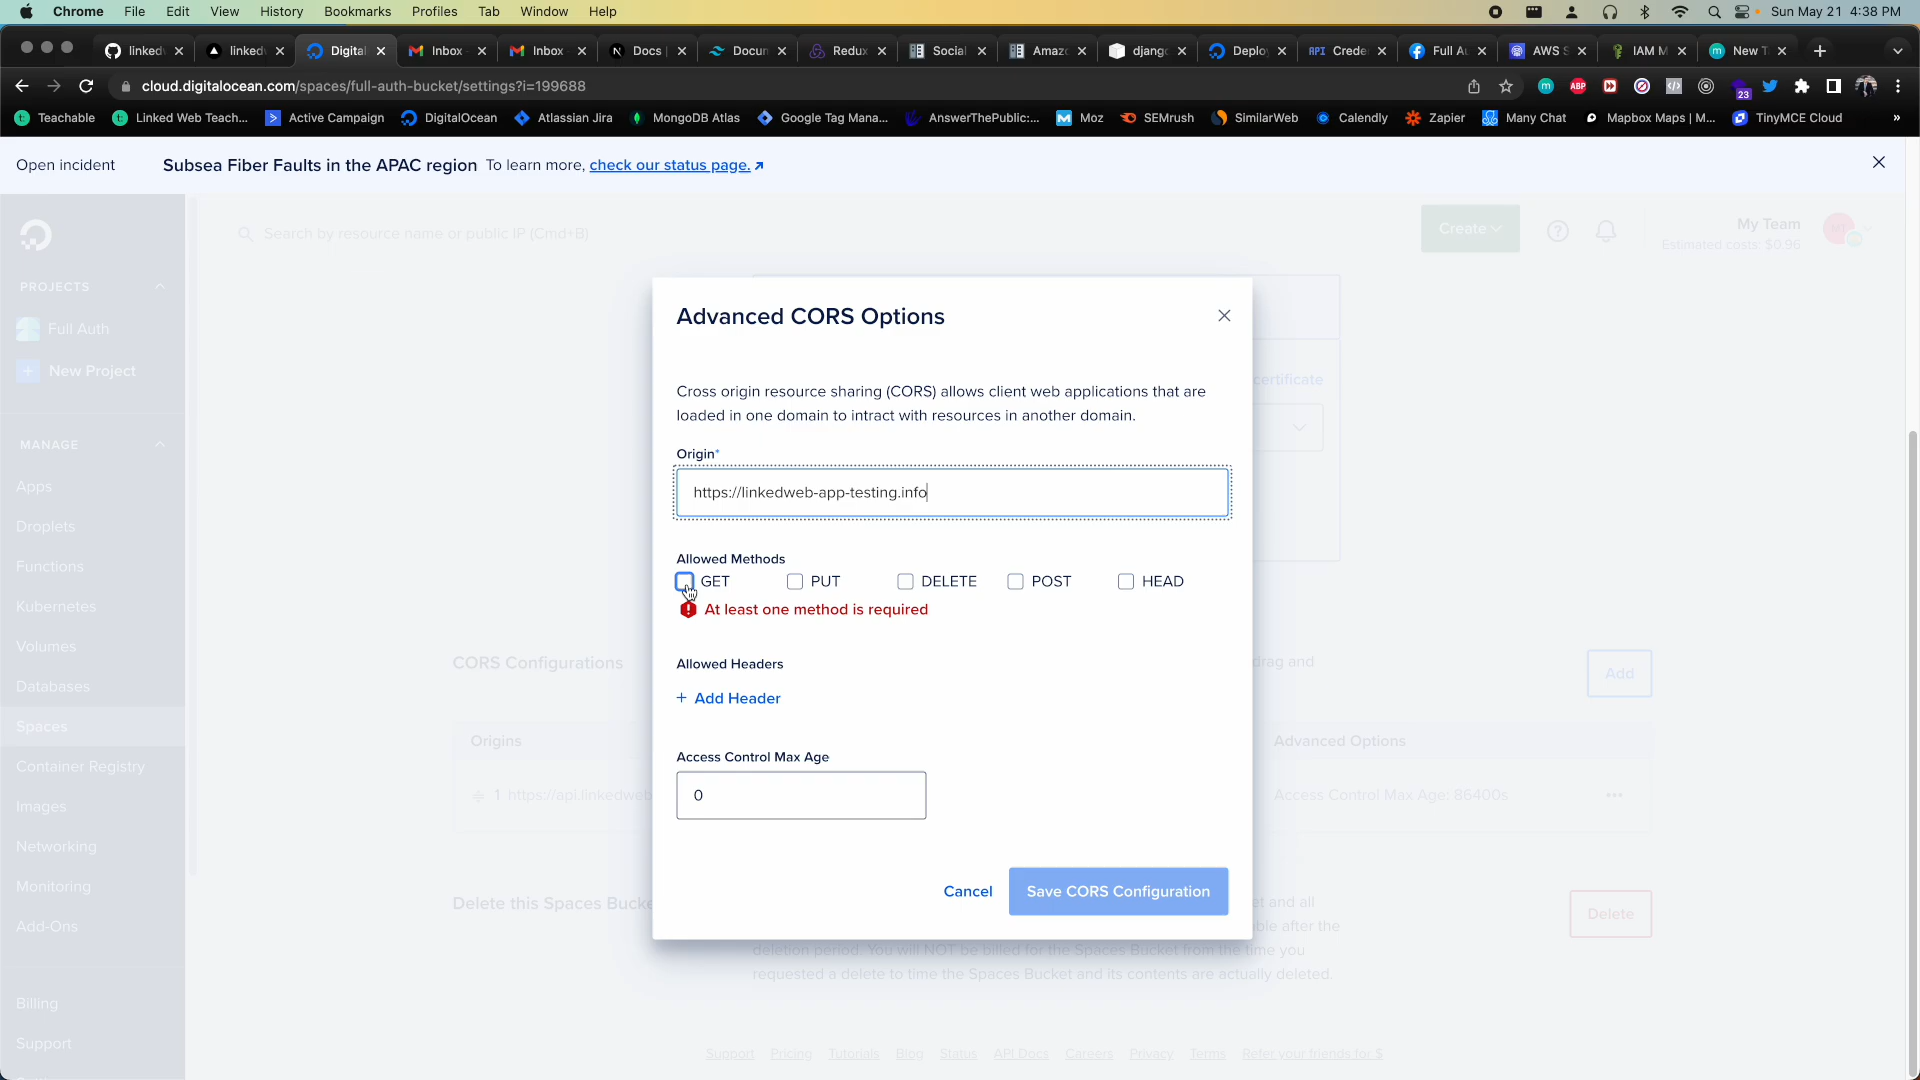 Chrome File Edit View History Bookmarks Profiles Tab Window Help Sun May 21 4:38 PM
linked Digital Inbox Inbox Docs Docum Redux Social Amaz djang Deploy API Crede Full Au AWS S IAM M New T
cloud.digitalocean.com/spaces/full-auth-bucket/settings?i=199688 ABP 23
Teachable Linked Web Teach... Active Campaign DigitalOcean Atlassian Jira MongoDB Atlas Google Tag Mana... AnswerThePublic:... Moz SEMrush SimilarWeb Calendly Zapier Many Chat Mapbox Maps | M... TinyMCE Cloud »
Open incident Subsea Fiber Faults in the APAC region To learn more, check our status page.
Search by resource name or public IP (Cmd+B) Create My Team
Estimated costs: $0.96
PROJECTS
Full Auth
New Project
MANAGE
Apps
Droplets
Functions
Kubernetes
Volumes
Databases
Spaces
Container Registry
Images
Networking
Monitoring
Add-Ons
Billing
Support
Advanced CORS Options
Cross origin resource sharing (CORS) allows client web applications that are
loaded in one domain to intract with resources in another domain.
Origin*
https://linkedweb-app-testing.info
Allowed Methods
GET PUT DELETE POST HEAD
At least one method is required
Allowed Headers
+ Add Header
Access Control Max Age
0
Cancel Save CORS Configuration
certificate
CORS Configurations drag and Add
Origins Advanced Options
1 https://api.linkedweb Access Control Max Age: 86400s
Delete this Spaces Bucke et and all Delete
ble after the
deletion period. You will NOT be billed for the Spaces Bucket from the time you
requested a delete to time the Spaces Bucket and its contents are actually deleted.
Support Pricing Tutorials Blog Status API Docs Careers Privacy Terms Refer your friends for $